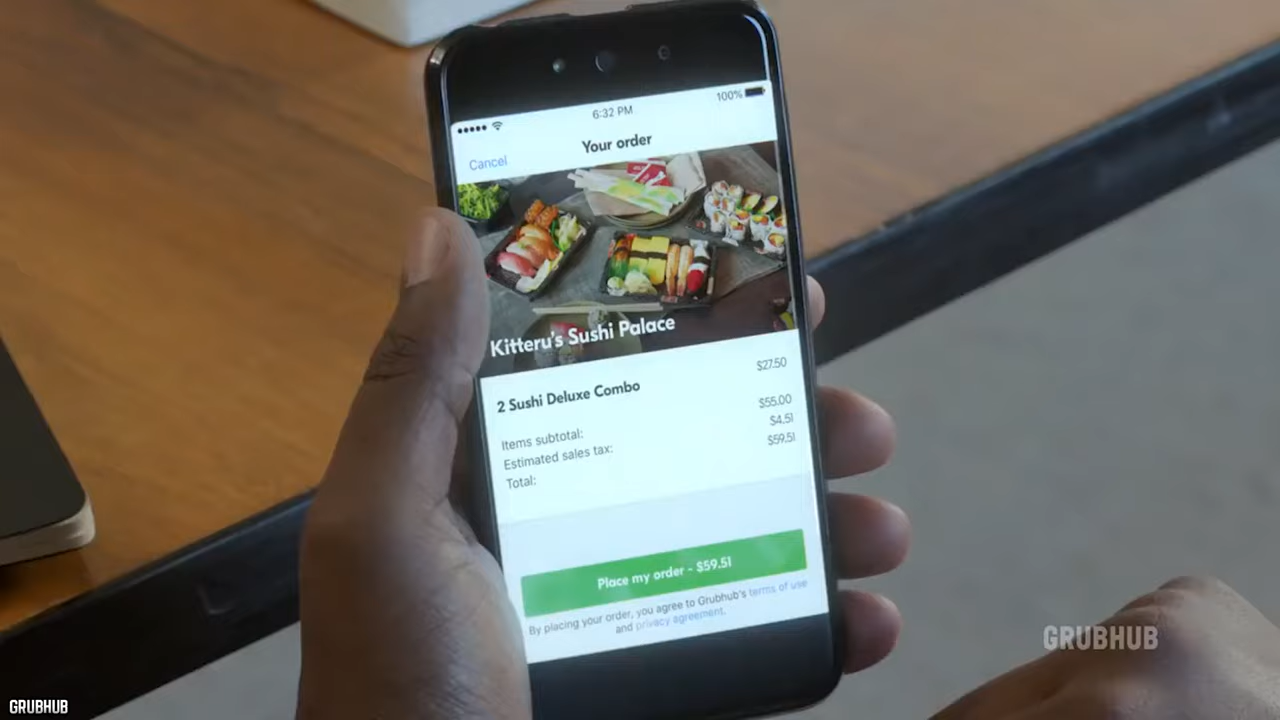 6:32 PM
100%
Your order
Cancel
Kitteru's Sushi Palace
2 Sushi Deluxe Combo
$27.50
Items subtotal:
$55.00
Estimated sales tax:
$4.51
Total:
$59.51
Place my order - $59.51
By placing your order, you agree to Grubhub's terms of use
and privacy agreement.
GRUBHUB
GRUBHUB